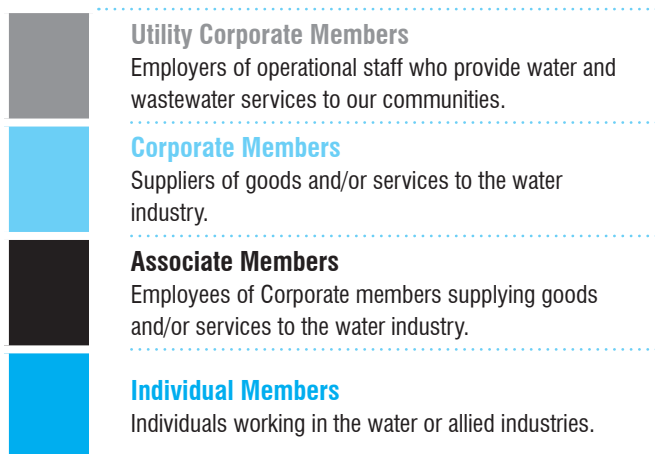 Utility Corporate Members
Employers of operational staff who provide water and
wastewater services to our communities.
Corporate Members
Suppliers of goods and/or services to the water
industry.
Associate Members
Employees of Corporate members supplying goods
and/or services to the water industry.
Individual Members
Individuals working in the water or allied industries.